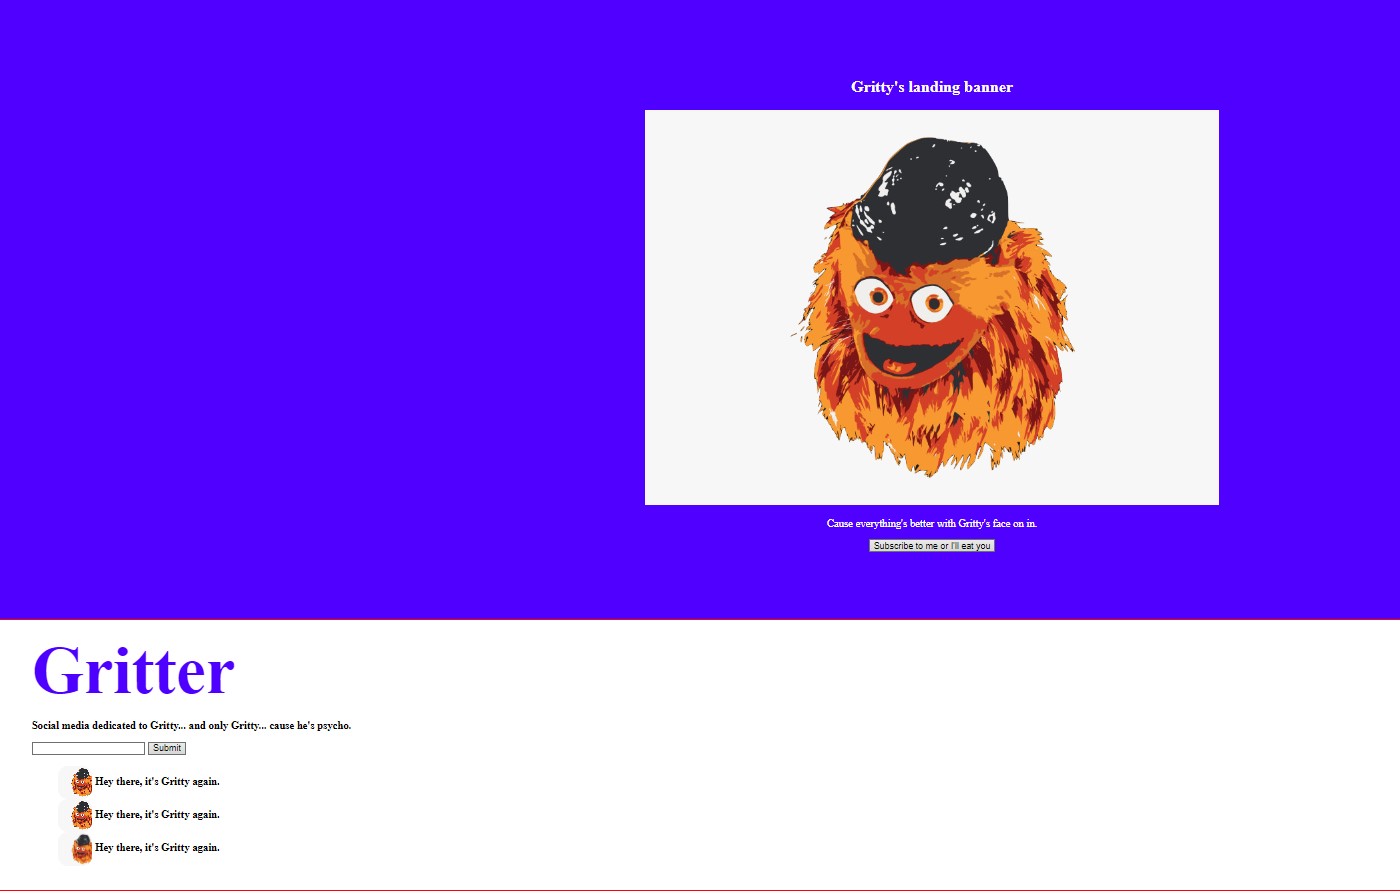 Gritty's landing banner
Cause everything's better with Gritty's face on in.
Subscribe to me or I'll eat you
Gritter
Social media dedicated to Gritty... and only Gritty... cause he's psycho.
Submit
Hey there, it's Gritty again.
Hey there, it's Gritty again.
Hey there, it's Gritty again.